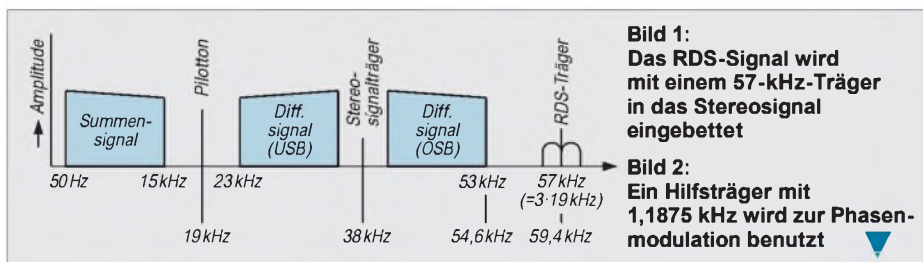 Amplitude
Summen-
signal
Pilotton
Diff.
signal
(USB)
Stereo-
signalträger
Diff.
signal
(OSB)
RDS-Träger
50 Hz
15 kHz
23 kHz
53 kHz
57 kHz
(=3·19 kHz)
19 kHz
38 kHz
54,6 kHz
59,4 kHz
Bild 1:
Das RDS-Signal wird
mit einem 57-kHz-Träger
in das Stereosignal
eingebettet
Bild 2:
Ein Hilfsträger mit
1,1875 kHz wird zur Phasen-
modulation benutzt